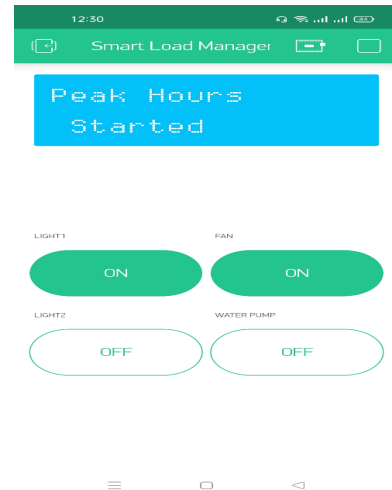 12:30
Smart Load Manager
Peak Hours
Started
LIGHT1 FAN
ON ON
LIGHT2 WATER PUMP
OFF OFF